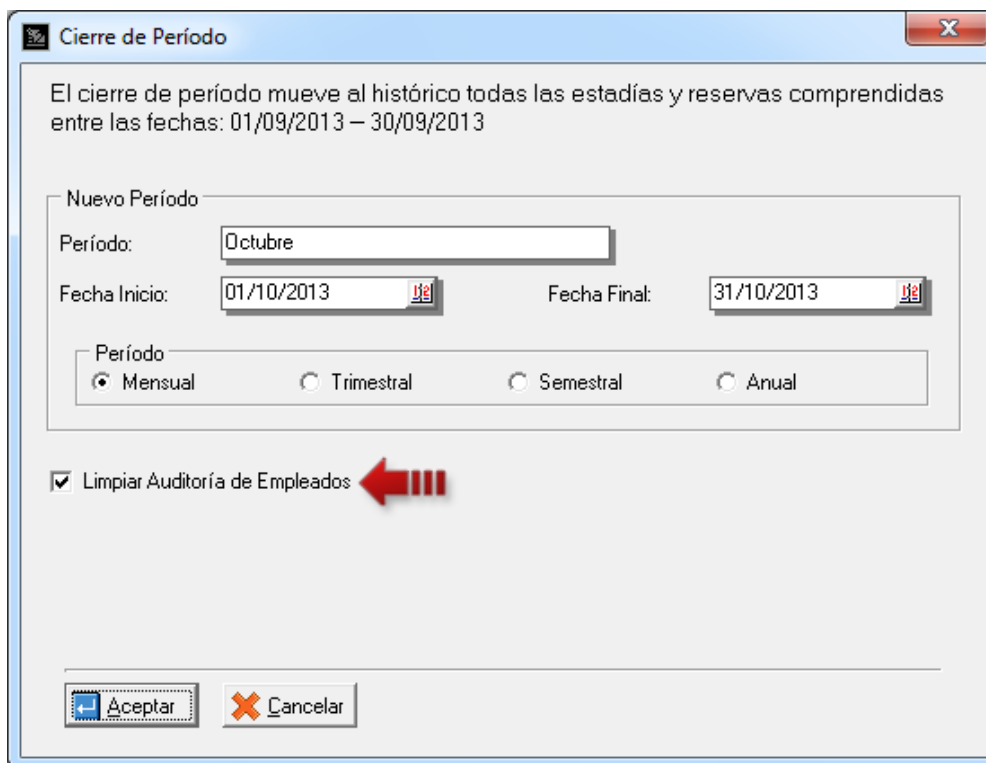 Cierre de Período
El cierre de período mueve al histórico todas las estadías y reservas comprendidas
entre las fechas: 01/09/2013 – 30/09/2013
Nuevo Período
Período: Octubre
Fecha Inicio: 01/10/2013 Fecha Final: 31/10/2013
Período
Mensual Trimestral Semestral Anual
Limpiar Auditoría de Empleados
Aceptar Cancelar